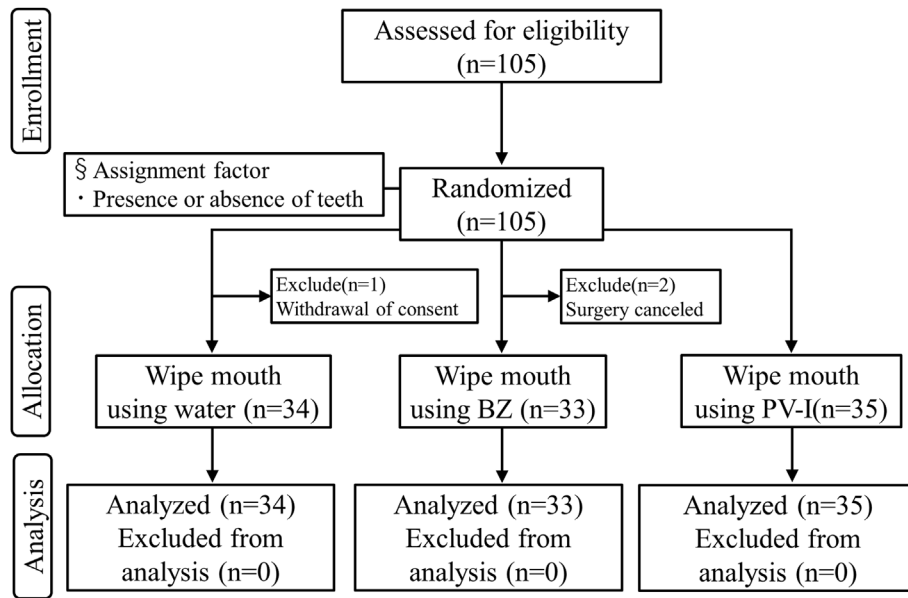 Enrollment
Assessed for eligibility
(n=105)
§ Assignment factor
・Presence or absence of teeth
Randomized
(n=105)
Exclude(n=1)
Withdrawal of consent
Exclude(n=2)
Surgery canceled
Allocation
Wipe mouth
using water (n=34)
Wipe mouth
using BZ (n=33)
Wipe mouth
using PV-I(n=35)
Analysis
Analyzed (n=34)
Excluded from
analysis (n=0)
Analyzed (n=33)
Excluded from
analysis (n=0)
Analyzed (n=35)
Excluded from
analysis (n=0)